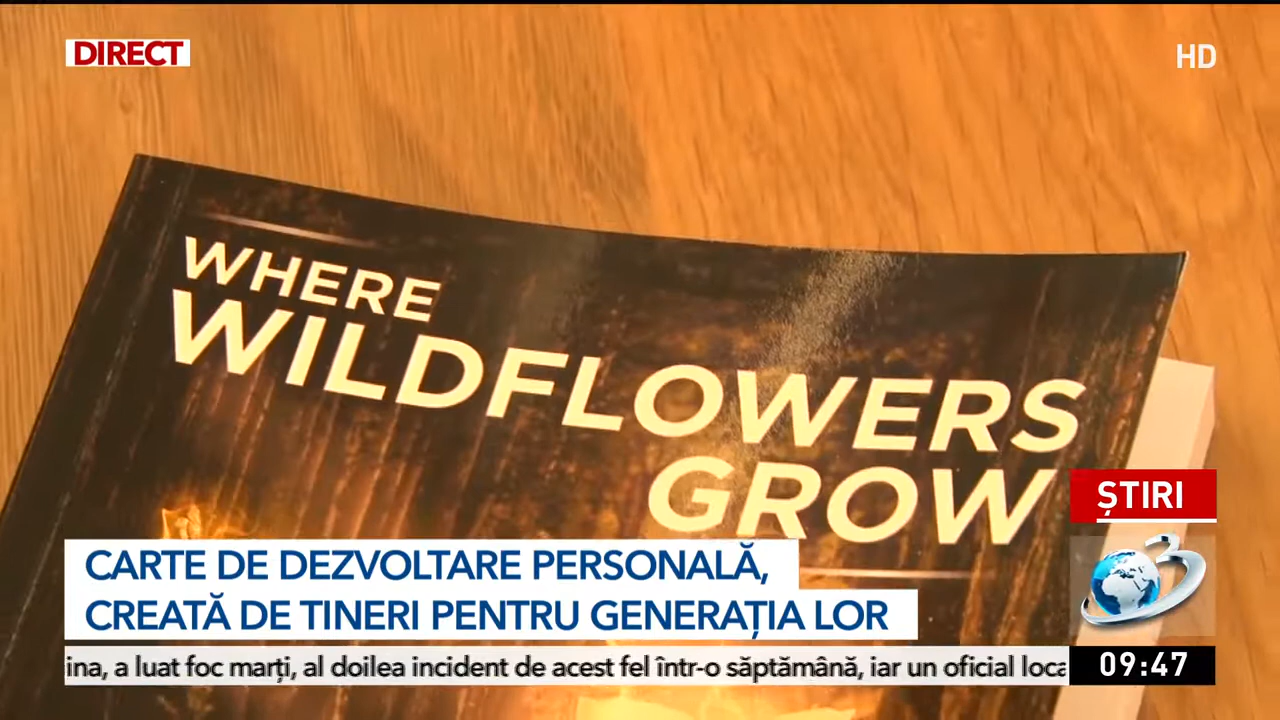 DIRECT
HD
WHERE
WILDFLOWERS
GROW
ȘTIRI
3
CARTE DE DEZVOLTARE PERSONALĂ,
CREATĂ DE TINERI PENTRU GENERAȚIA LOR
ina, a luat foc marți, al doilea incident de acest fel într-o săptămână, iar un oficial loca
09:47